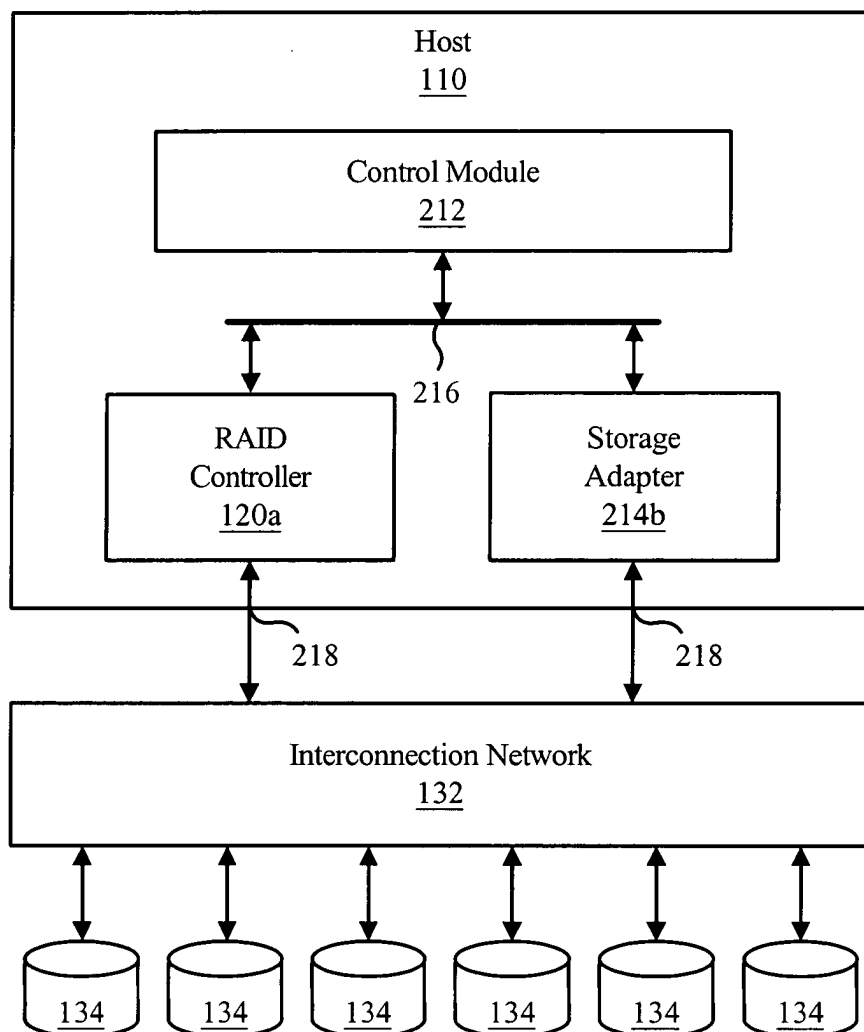 Host
110
Control Module
212
216
RAID
Controller
120a
Storage
Adapter
214b
218
218
Interconnection Network
132
134
134
134
134
134
134